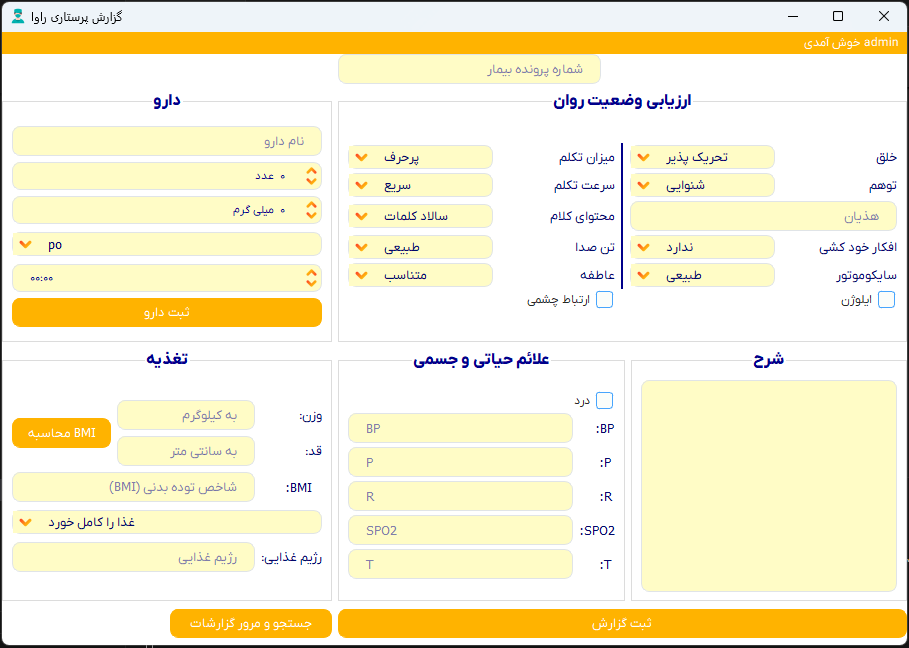 گزارش پرستاری راوا
admin خوش آمدی
شماره پرونده بیمار
ارزیابی وضعیت روان
خلق
تحریک پذیر
توهم
شنوایی
هذیان
افکار خود کشی
ندارد
سایکوموتور
طبیعی
ایلوژن
میزان تکلم
پرحرف
سرعت تکلم
سریع
محتوای کلام
سالاد کلمات
تن صدا
طبیعی
عاطفه
متناسب
ارتباط چشمی
دارو
نام دارو
۰ عدد
۰ میلی گرم
po
۰۰:۰۰
ثبت دارو
شرح
علائم حیاتی و جسمی
درد
BP:
BP
P:
P
R:
R
SPO2:
SPO2
T:
T
تغذیه
وزن:
به کیلوگرم
قد:
به سانتی متر
محاسبه BMI
BMI:
شاخص توده بدنی (BMI)
غذا را کامل خورد
رژیم غذایی:
رژیم غذایی
ثبت گزارش
جستجو و مرور گزارشات